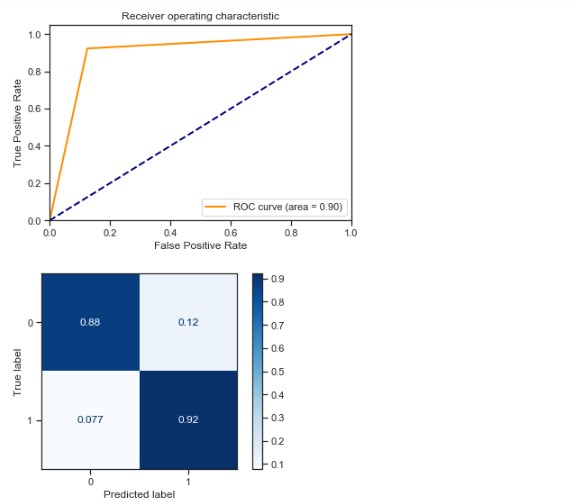 Receiver operating characteristic
1.0
0.8
0.6
0.4
0.2
0.0
True Positive Rate
ROC curve (area = 0.90)
0.0 0.2 0.4 0.6 0.8 1.0
False Positive Rate
0.88 0.12
0.077 0.92
0
1
True label
0 1
Predicted label
0.9
0.8
0.7
0.6
0.5
0.4
0.3
0.2
0.1